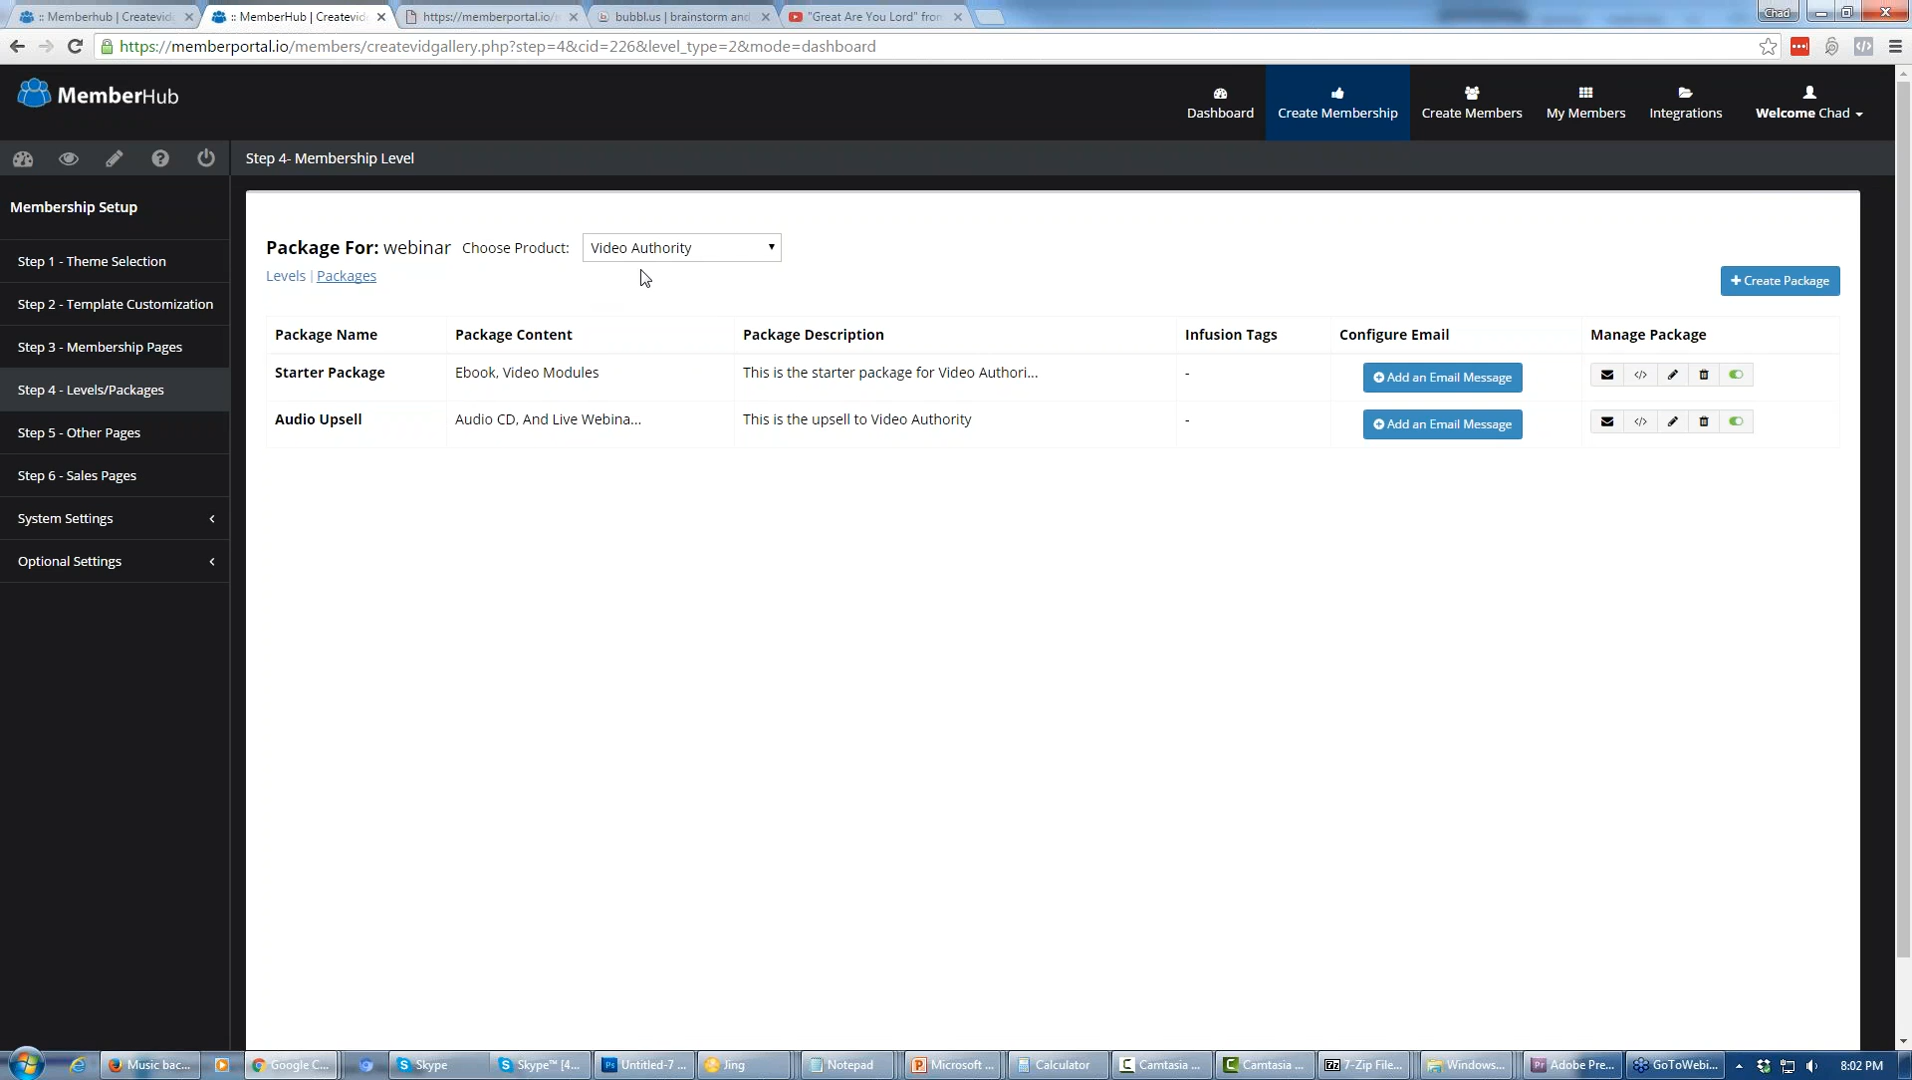 :: MemberHub | Createvid
:: MemberHub | Createvid
https://memberportal.io/
bubbl.us | brainstorm and
"Great Are You Lord" from
Chad
https://memberportal.io/members/createvidgallery.php?step=4&cid=226&level_type=2&mode=dashboard
MemberHub
Dashboard
Create Membership
Create Members
My Members
Integrations
Welcome Chad
Step 4- Membership Level
Membership Setup
Step 1 - Theme Selection
Step 2 - Template Customization
Step 3 - Membership Pages
Step 4 - Levels/Packages
Step 5 - Other Pages
Step 6 - Sales Pages
System Settings
Optional Settings
Package For: webinar Choose Product: Video Authority
Levels | Packages
+ Create Package
Package Name Package Content Package Description Infusion Tags Configure Email Manage Package
Starter Package Ebook, Video Modules This is the starter package for Video Authori... - Add an Email Message
Audio Upsell Audio CD, And Live Webina... This is the upsell to Video Authority - Add an Email Message
Music bac...
Google C...
Skype
Skype™ [4...
Untitled-7 ...
Jing
Notepad
Microsoft ...
Calculator
Camtasia ...
Camtasia ...
7-Zip File...
Windows...
Adobe Pre...
GoToWebi...
8:02 PM